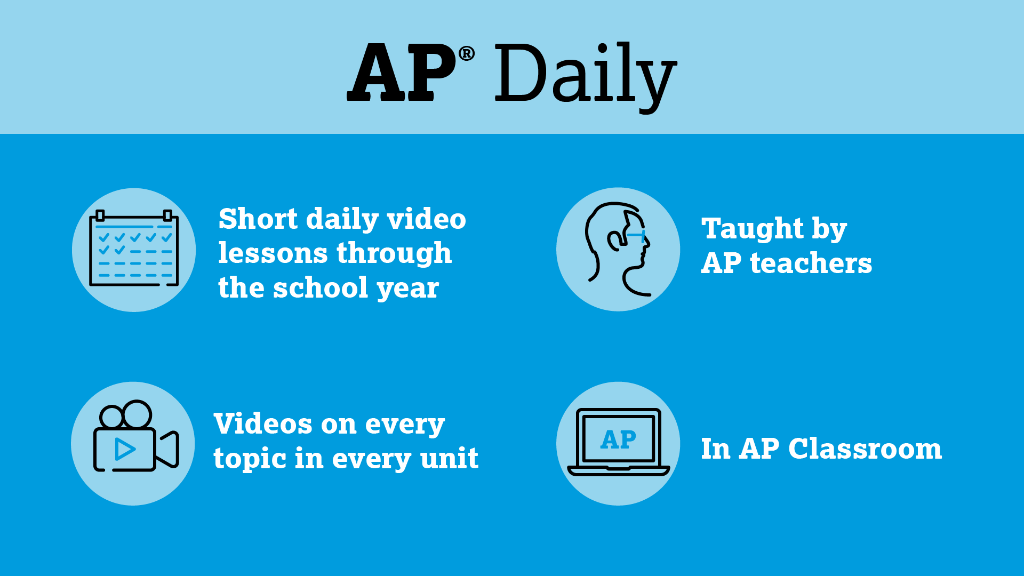 AP® Daily
Short daily video
lessons through
the school year
Taught by
AP teachers
Videos on every
topic in every unit
AP
In AP Classroom